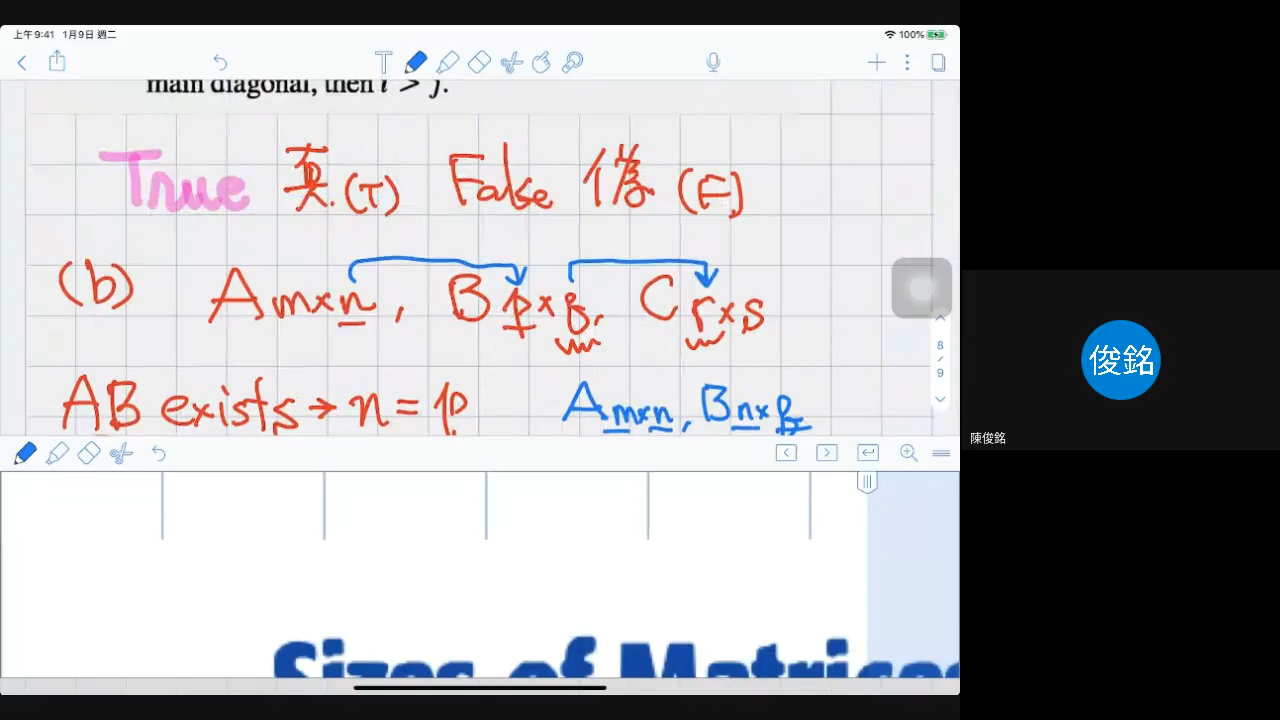 上午9:41 1月9日 週二
100%
main diagonal, then i > j.
True 真(T) False 偽(F)
(b) Am×n, Bp×q, Cr×s
AB exists → n = p
Am×n, Bn×q
8/9
Sizes of Matrices
俊銘
陳俊銘